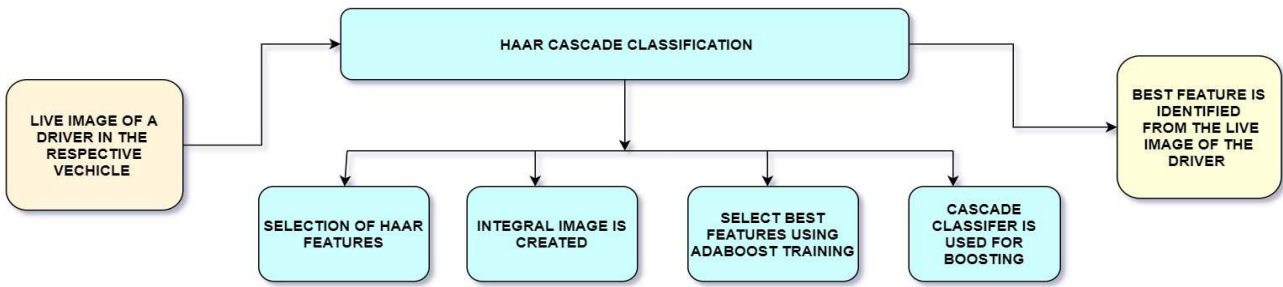 HAAR CASCADE CLASSIFICATION
LIVE IMAGE OF A
DRIVER IN THE
RESPECTIVE
VECHICLE
BEST FEATURE IS
IDENTIFIED
FROM THE LIVE
IMAGE OF THE
DRIVER
SELECTION OF HAAR
FEATURES
INTEGRAL IMAGE IS
CREATED
SELECT BEST
FEATURES USING
ADABOOST TRAINING
CASCADE
CLASSIFER IS
USED FOR
BOOSTING